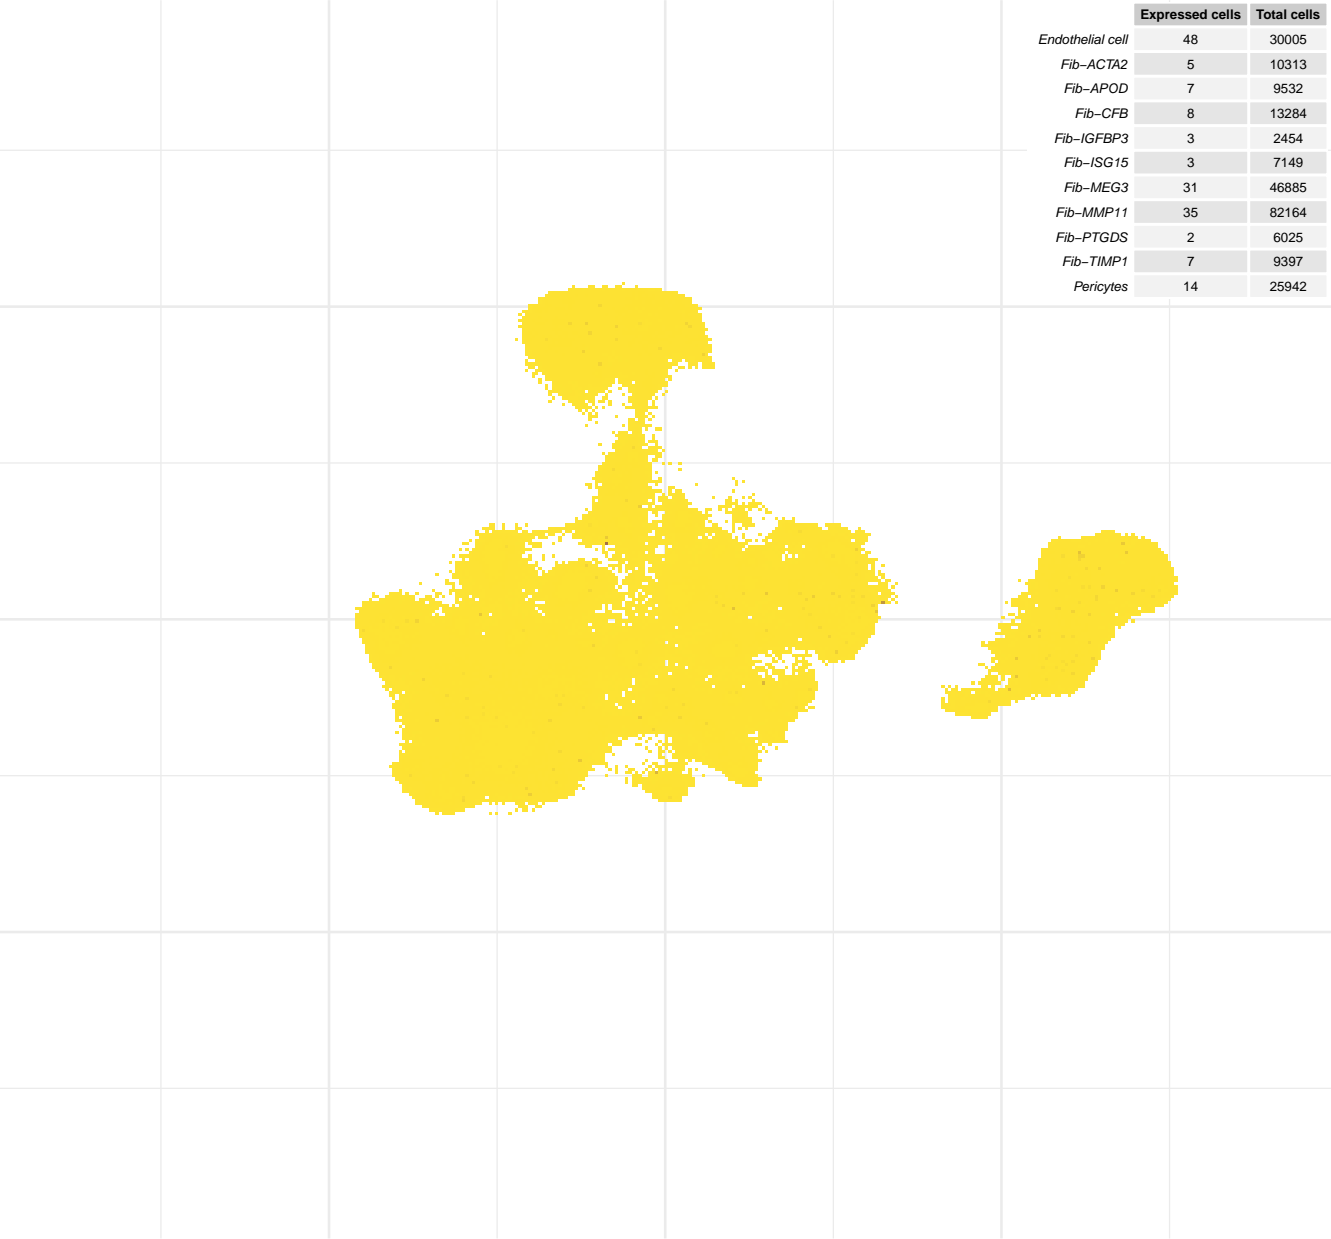 Expressed cells Total cells
Endothelial cell 48 30005
Fib−ACTA2 5 10313
Fib−APOD 7 9532
Fib−CFB 8 13284
Fib−IGFBP3 3 2454
Fib−ISG15 3 7149
Fib−MEG3 31 46885
Fib−MMP11 35 82164
Fib−PTGDS 2 6025
Fib−TIMP1 7 9397
Pericytes 14 25942